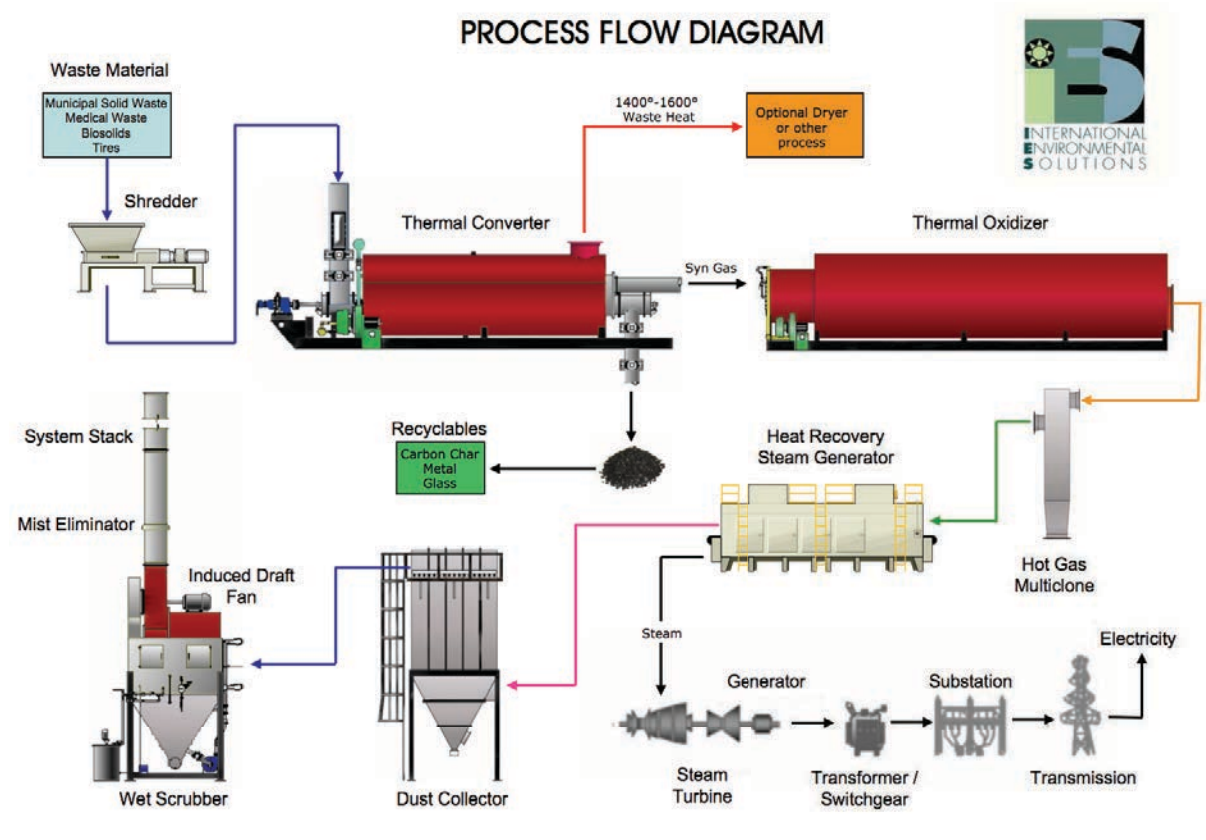 PROCESS FLOW DIAGRAM
iES
INTERNATIONAL
ENVIRONMENTAL
SOLUTIONS
Waste Material
Municipal Solid Waste
Medical Waste
Biosolids
Tires
Shredder
1400°-1600°
Waste Heat
Optional Dryer
or other
process
Thermal Converter
Syn Gas
Thermal Oxidizer
System Stack
Mist Eliminator
Induced Draft
Fan
Wet Scrubber
Recyclables
Carbon Char
Metal
Glass
Dust Collector
Heat Recovery
Steam Generator
Hot Gas
Multiclone
Steam
Generator
Substation
Electricity
Steam
Turbine
Transformer /
Switchgear
Transmission